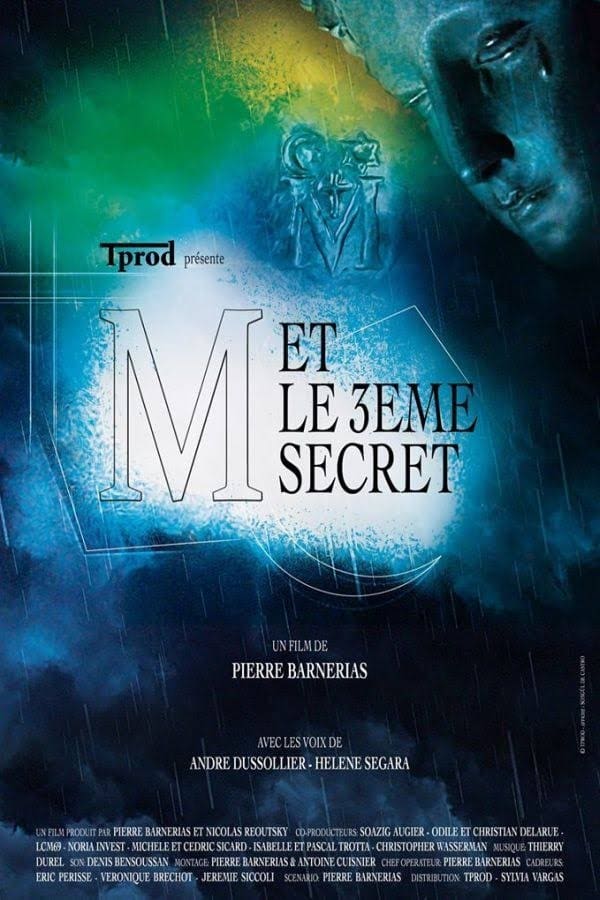 Tprod présente
M ET
LE 3EME
SECRET
UN FILM DE
PIERRE BARNERIAS
AVEC LES VOIX DE
ANDRE DUSSOLLIER - HELENE SEGARA
UN FILM PRODUIT PAR PIERRE BARNERIAS ET NICOLAS REOUTSKY CO-PRODUCTEURS: SOAZIG AUGIER - ODILE ET CHRISTIAN DELARUE -
LCM69 - NORIA INVEST - MICHELE ET CEDRIC SICARD - ISABELLE ET PASCAL TROTTA - CHRISTOPHER WASSERMAN MUSIQUE: THIERRY
DUREL SON: DENIS BENSOUSSAN MONTAGE: PIERRE BARNERIAS & ANTOINE CUISNIER CHEF OPERATEUR: PIERRE BARNERIAS CADREURS:
ERIC PERISSE - VERONIQUE BRECHOT - JEREMIE SICCOLI SCENARIO: PIERRE BARNERIAS DISTRIBUTION: TPROD - SYLVIA VARGAS